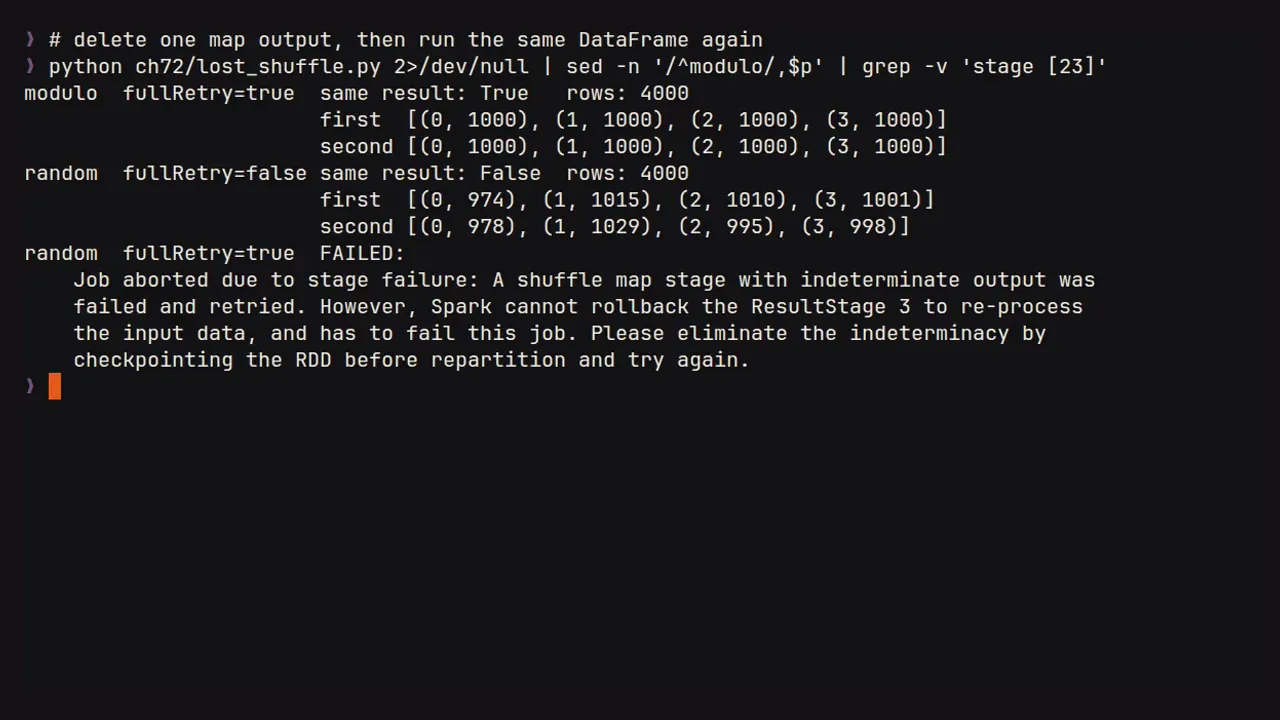 ❯ # delete one map output, then run the same DataFrame again
❯ python ch72/lost_shuffle.py 2>/dev/null | sed -n '/^modulo/,$p' | grep -v 'stage [23]'
modulo  fullRetry=true  same result: True   rows: 4000
                        first  [(0, 1000), (1, 1000), (2, 1000), (3, 1000)]
                        second [(0, 1000), (1, 1000), (2, 1000), (3, 1000)]
random  fullRetry=false same result: False  rows: 4000
                        first  [(0, 974), (1, 1015), (2, 1010), (3, 1001)]
                        second [(0, 978), (1, 1029), (2, 995), (3, 998)]
random  fullRetry=true  FAILED:
    Job aborted due to stage failure: A shuffle map stage with indeterminate output was
    failed and retried. However, Spark cannot rollback the ResultStage 3 to re-process
    the input data, and has to fail this job. Please eliminate the indeterminacy by
    checkpointing the RDD before repartition and try again.
❯